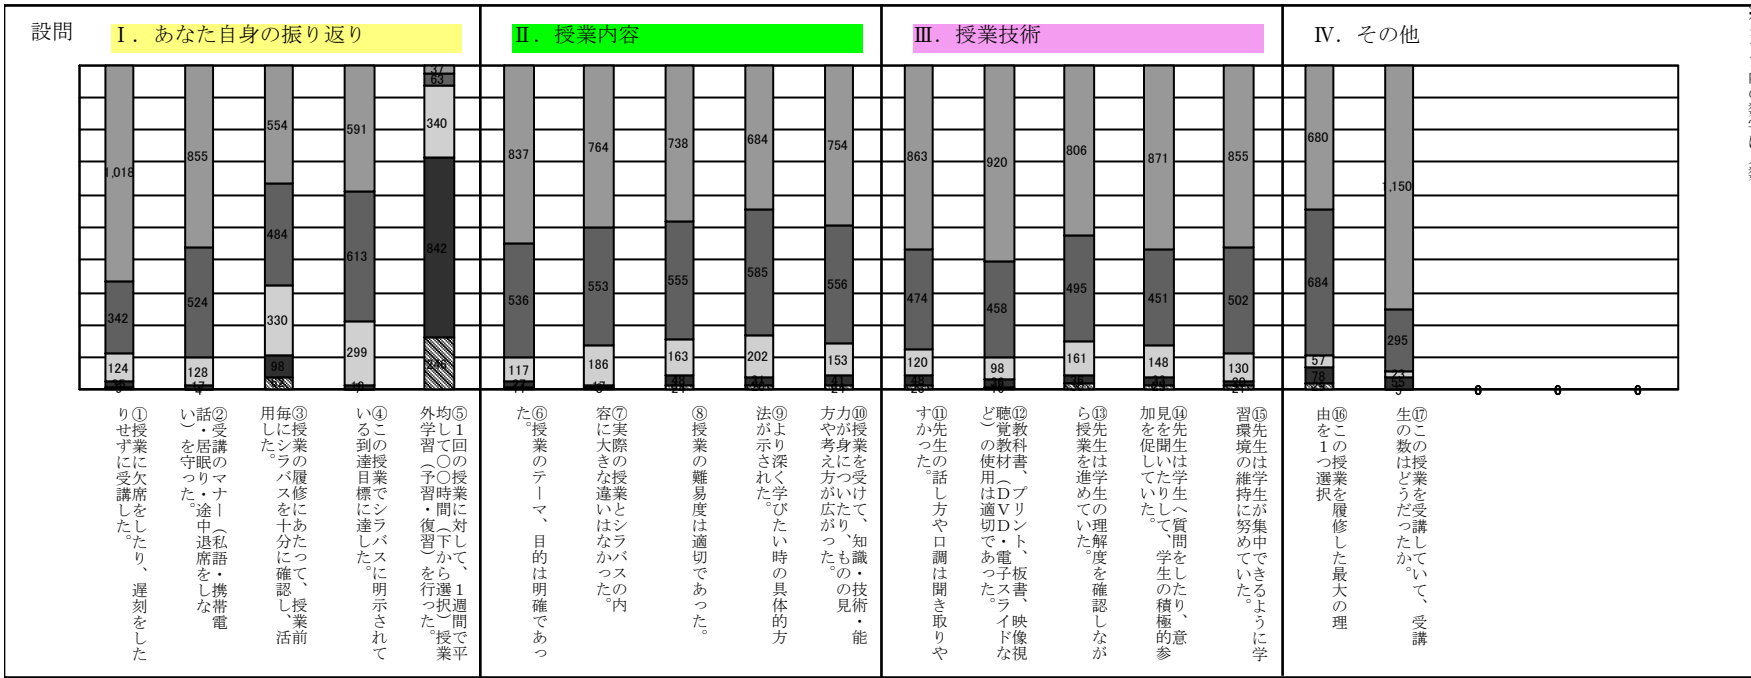 設問
Ⅰ．あなた自身の振り返り
Ⅱ．授業内容
Ⅲ．授業技術
Ⅳ．その他
1,018
342
124
855
524
128
17
4
554
484
330
98
52
591
613
299
37
63
340
842
246
837
536
117
27
764
553
186
17
738
555
163
48
21
684
585
202
31
754
556
153
41
863
474
120
48
920
458
98
36
806
495
161
871
451
148
855
502
130
680
684
57
78
1,150
295
23
55
0
0
0
①授業に欠席をしたり、遅刻をした
りせずに受講した。
②受講のマナー（私語・携帯電
話・居眠り・途中退席をしな
い）を守った。
③授業の履修にあたって、授業前
毎にシラバスを十分に確認し、活
用した。
④この授業でシラバスに明示されて
いる到達目標に達した。
⑤１回の授業に対して、１週間で平
均して〇〇時間（下から選択）授業
外学習（予習・復習）を行った。
⑥授業のテーマ、目的は明確であっ
た。
⑦実際の授業とシラバスの内
容に大きな違いはなかった。
⑧授業の難易度は適切であった。
⑨より深く学びたい時の具体的方
法が示された。
⑩授業を受けて、知識・技術・能
力が身についたり、ものの見
方や考え方が広がった。
⑪先生の話し方や口調は聞き取りや
すかった。
⑫教科書、プリント、板書、映像視
聴覚教材（ＤＶＤ・電子スライドな
ど）の使用は適切であった。
⑬先生は学生の理解度を確認しなが
ら授業を進めていた。
⑭先生は学生へ質問をしたり、意
見を聞いたりして、学生の積極的参
加を促していた。
⑮先生は学生が集中できるように学
習環境の維持に努めていた。
⑯この授業を履修した最大の理
由を１つ選択
⑰この授業を受講していて、受講
生の数はどうだったか。